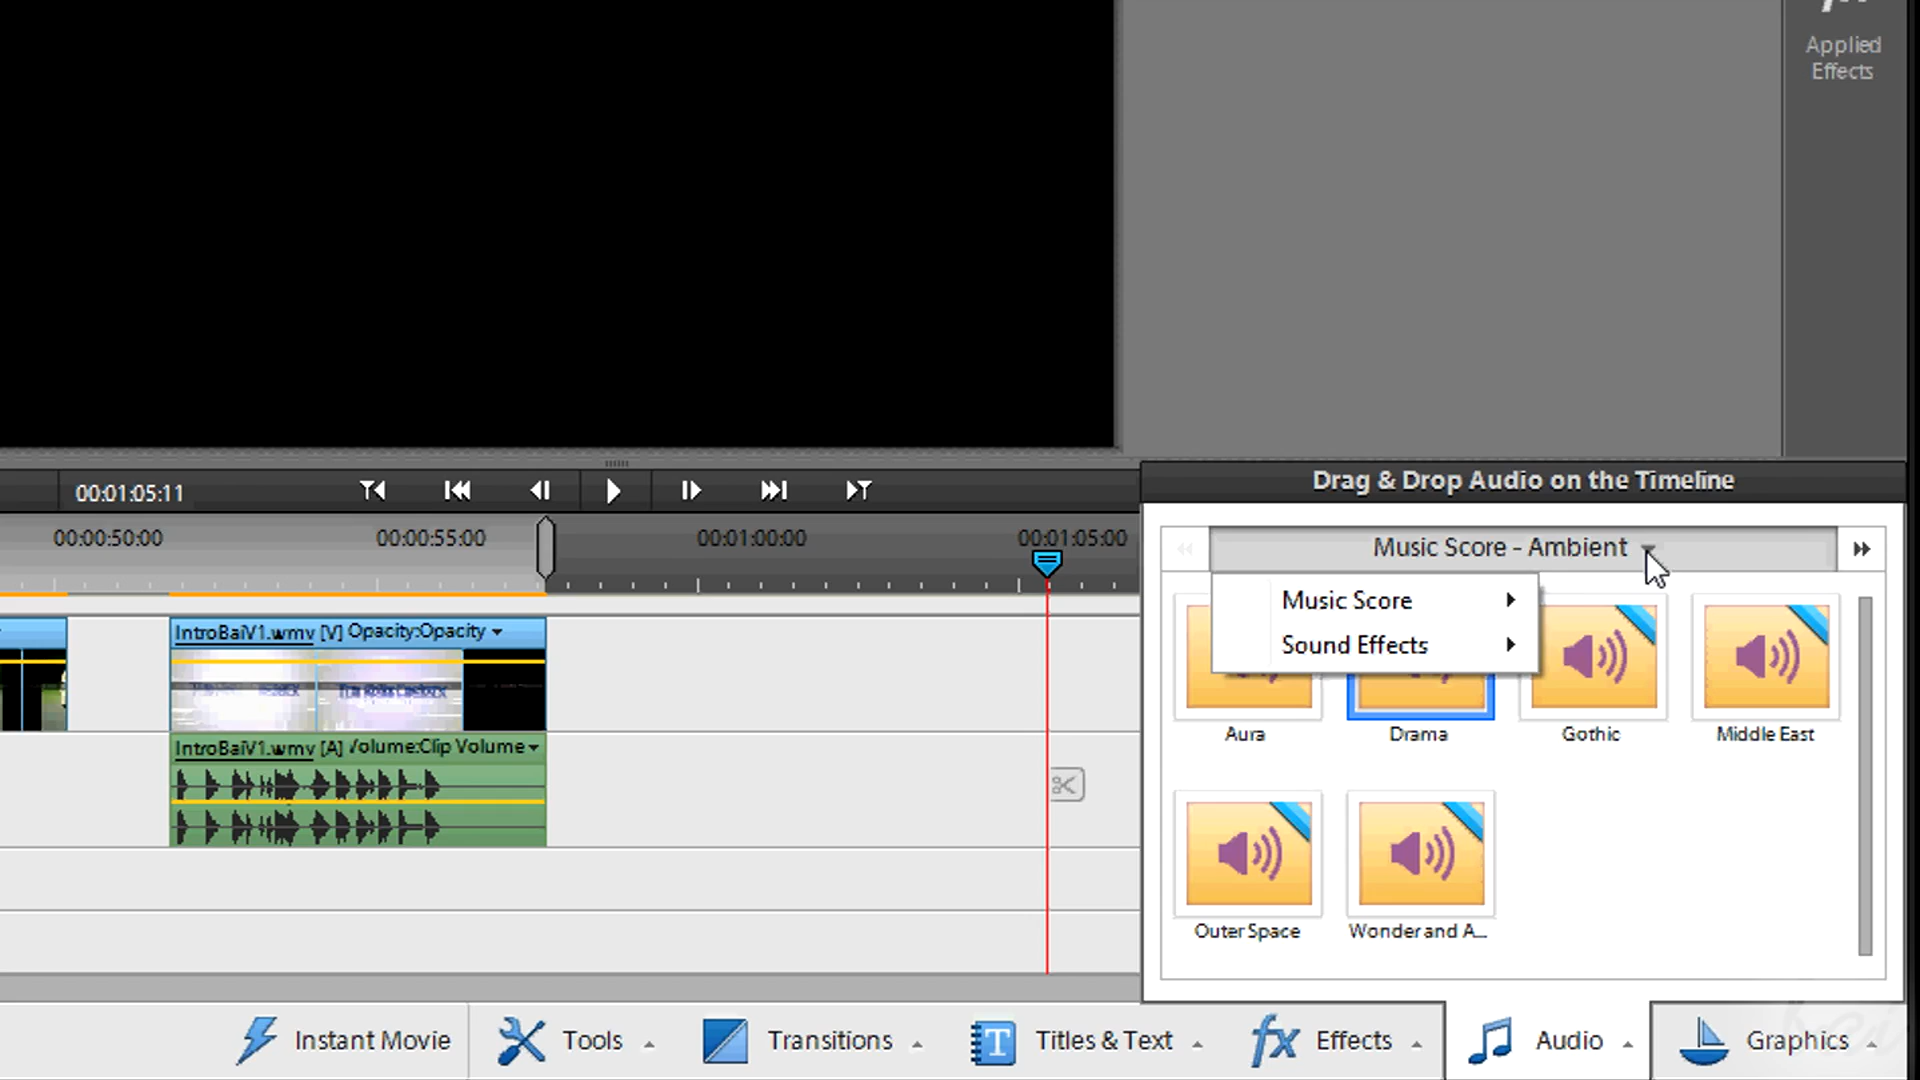 Applied
Effects
00:01:05:11
Drag & Drop Audio on the Timeline
00:00:50:00
00:00:55:00
00:01:00:00
00:01:05:00
Music Score - Ambient
Music Score
Sound Effects
IntroBaiV1.wmv [V] Opacity:Opacity
IntroBaiV1.wmv [A] /olume:Clip Volume
Aura
Drama
Gothic
Middle East
Outer Space
Wonder and A...
Instant Movie
Tools
Transitions
T
Titles & Text
fx
Effects
Audio
Graphics